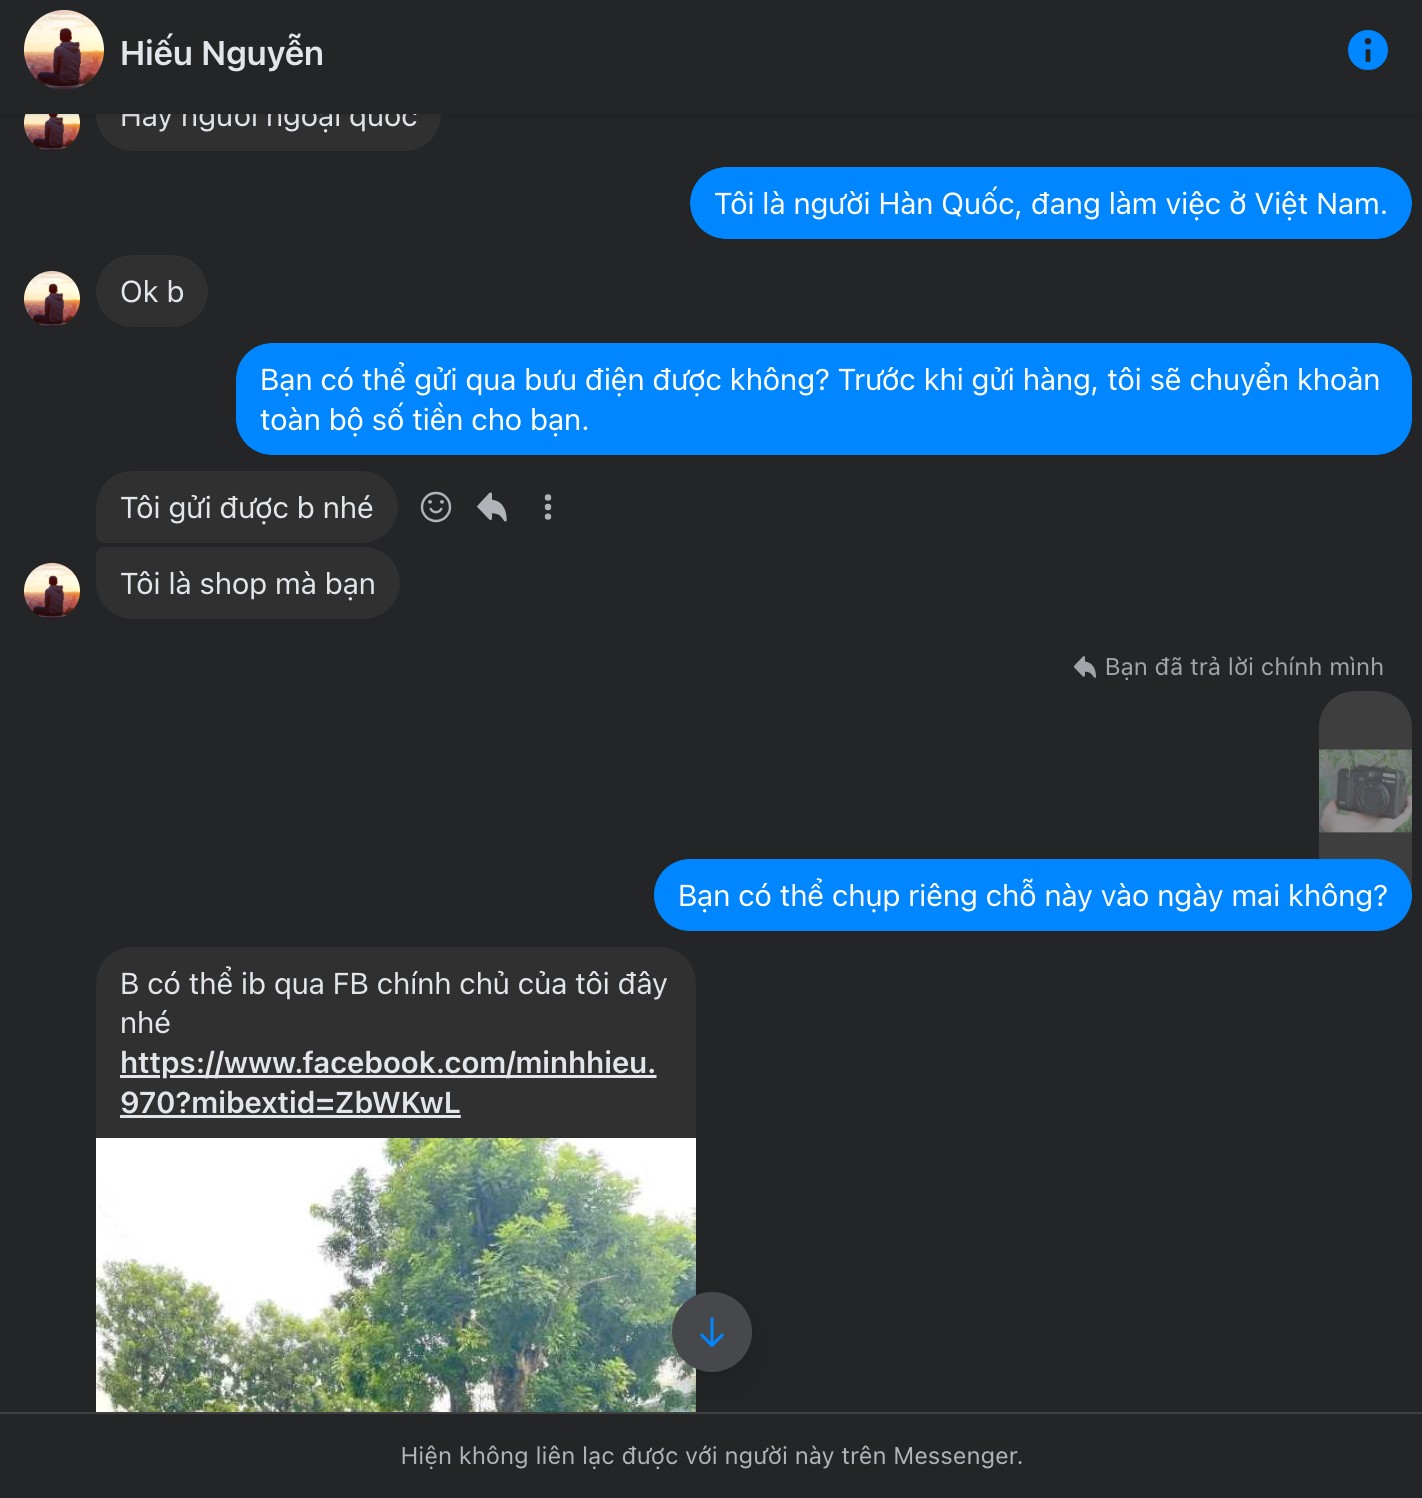 Hiếu Nguyễn
Hay người ngoại quốc
Tôi là người Hàn Quốc, đang làm việc ở Việt Nam.
Ok b
Bạn có thể gửi qua bưu điện được không? Trước khi gửi hàng, tôi sẽ chuyển khoản
toàn bộ số tiền cho bạn.
Tôi gửi được b nhé
Tôi là shop mà bạn
Bạn đã trả lời chính mình
Bạn có thể chụp riêng chỗ này vào ngày mai không?
B có thể ib qua FB chính chủ của tôi đây
nhé
https://www.facebook.com/minhhieu.
970?mibextid=ZbWKwL
Hiện không liên lạc được với người này trên Messenger.